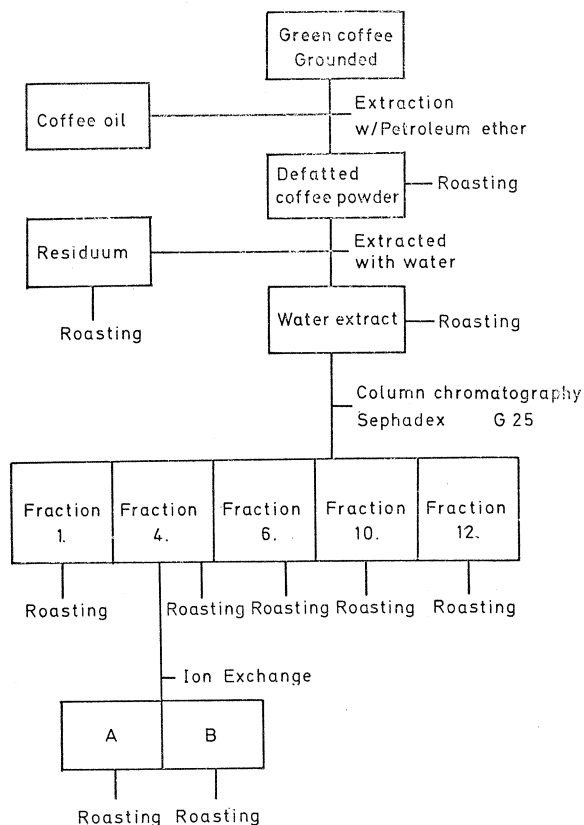 Green coffee
Grounded
Extraction
w/Petroleum ether
Coffee oil
Defatted
coffee powder
Roasting
Extracted
with water
Residuum
Roasting
Water extract
Roasting
Column chromatography
Sephadex G 25
Fraction
1.
Fraction
4.
Fraction
6.
Fraction
10.
Fraction
12.
Roasting
Roasting
Roasting
Roasting
Roasting
Ion Exchange
A
B
Roasting
Roasting